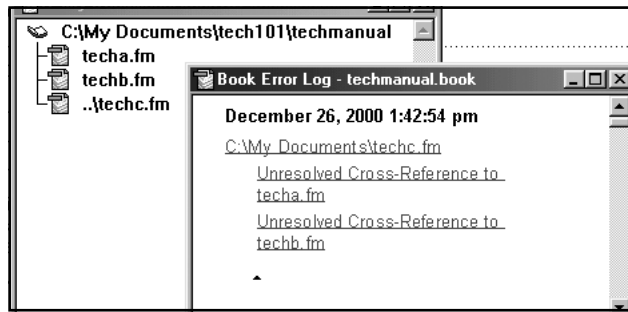 C:\My Documents\tech101\techmanual
techa.fm
techb.fm
..\techc.fm
Book Error Log - techmanual.book
December 26, 2000 1:42:54 pm
C:\My Documents\techc.fm
Unresolved Cross-Reference to
techa.fm
Unresolved Cross-Reference to
techb.fm